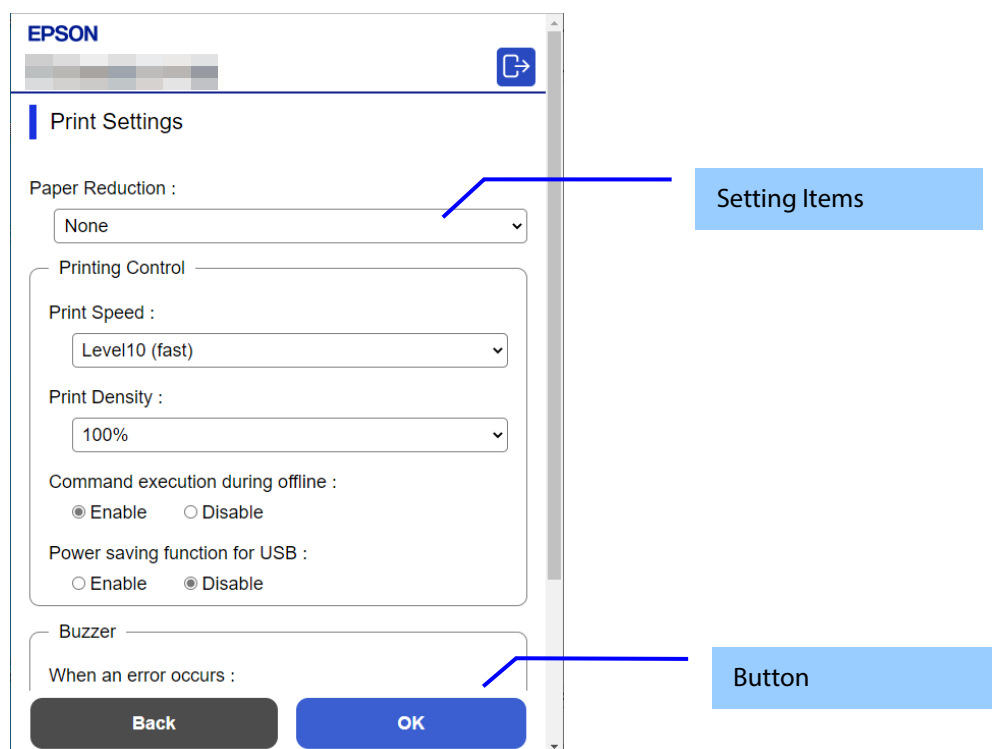 EPSON
Print Settings
Paper Reduction :
None
Setting Items
Printing Control
Print Speed :
Level10 (fast)
Print Density :
100%
Command execution during offline :
Enable Disable
Power saving function for USB :
Enable Disable
Buzzer
When an error occurs :
Button
Back OK